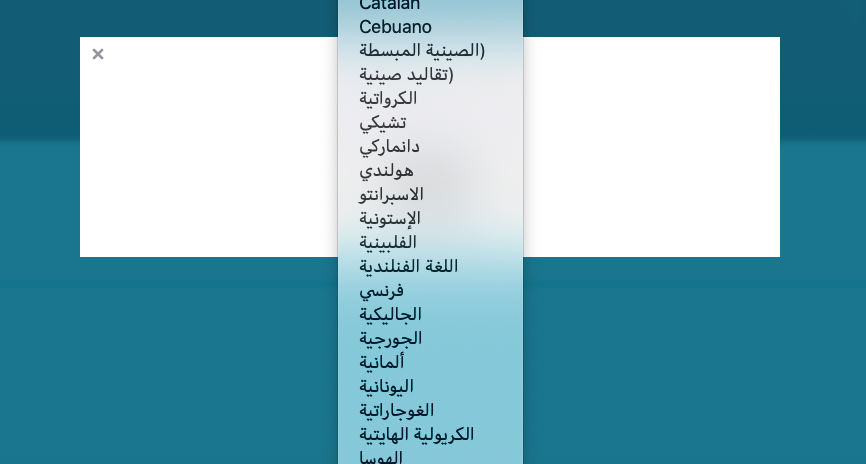 Catalan
Cebuano
(الصينية المبسطة
(تقاليد صينية
الكرواتية
تشيكي
دانماركي
هولندي
الاسبرانتو
الإستونية
الفلبينية
اللغة الفنلندية
فرنسي
الجاليكية
الجورجية
ألمانية
اليونانية
الغوجاراتية
الكريولية الهايتية
الهوسا